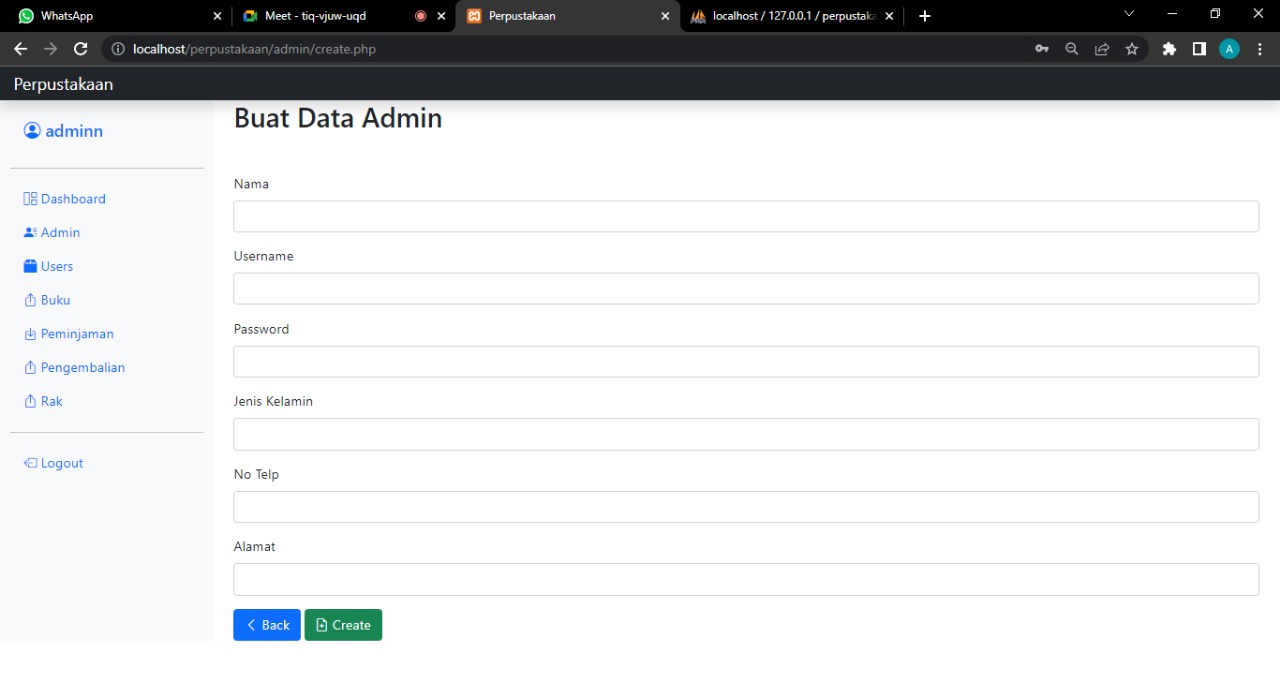 WhatsApp
Meet - tiq-vjuw-uqd
Perpustakaan
localhost / 127.0.0.1 / perpustaka
localhost/perpustakaan/admin/create.php
A
Perpustakaan
adminn
Dashboard
Admin
Users
Buku
Peminjaman
Pengembalian
Rak
Logout
Buat Data Admin
Nama
Username
Password
Jenis Kelamin
No Telp
Alamat
Back
Create